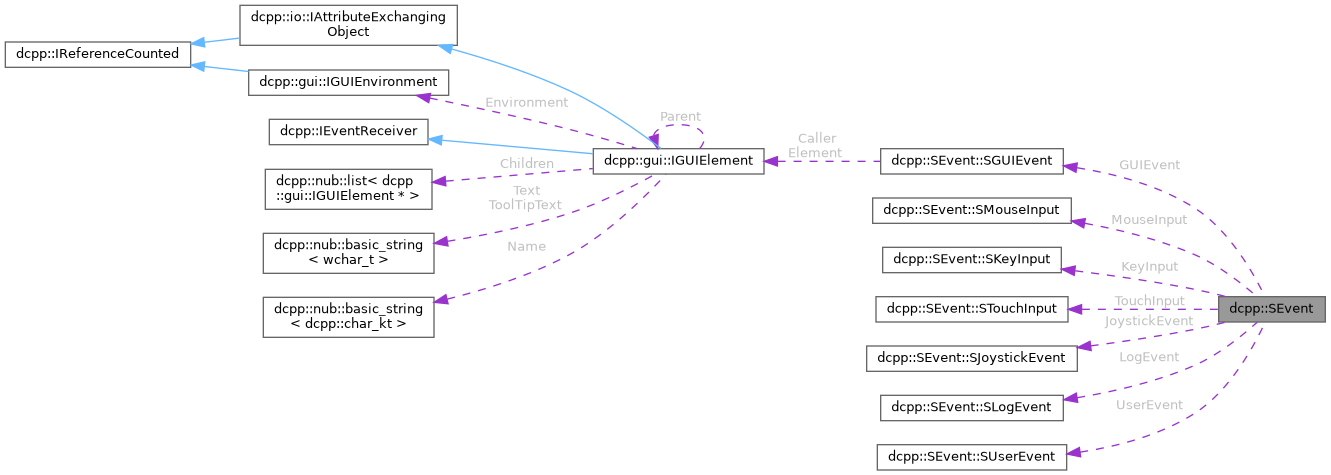 dcpp::io::IAttributeExchanging
Object
dcpp::IReferenceCounted
dcpp::gui::IGUIEnvironment
Environment
dcpp::IEventReceiver
Parent
dcpp::gui::IGUIElement
Children
dcpp::nub::list< dcpp
::gui::IGUIElement * >
Text
ToolTipText
dcpp::nub::basic_string
< wchar_t >
Name
dcpp::nub::basic_string
< dcpp::char_kt >
Caller
Element
dcpp::SEvent::SGUIEvent
GUIEvent
dcpp::SEvent::SMouseInput
MouseInput
dcpp::SEvent::SKeyInput
KeyInput
dcpp::SEvent::STouchInput
TouchInput
dcpp::SEvent
JoystickEvent
dcpp::SEvent::SJoystickEvent
LogEvent
dcpp::SEvent::SLogEvent
UserEvent
dcpp::SEvent::SUserEvent